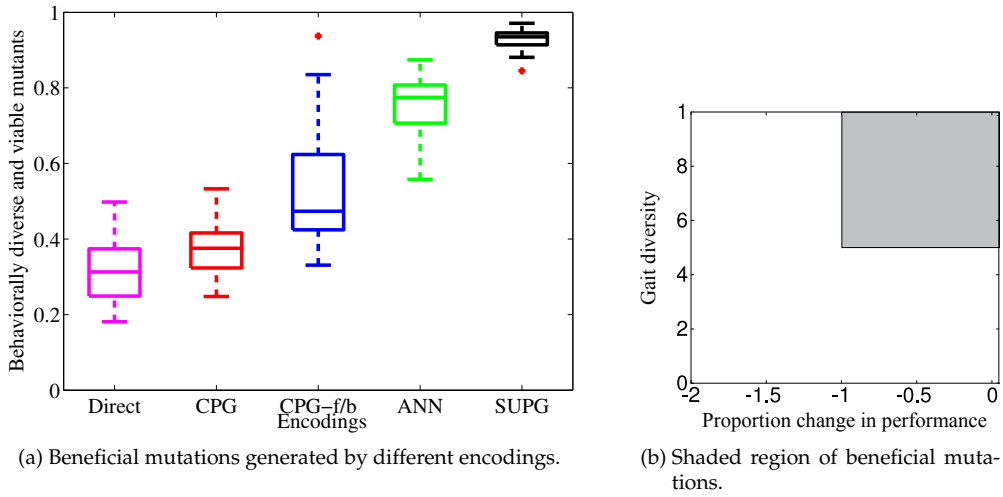 Behaviorally diverse and viable mutants
1
0.8
0.6
0.4
0.2
0
Direct
CPG
CPG−f/b
ANN
SUPG
Encodings
(a) Beneficial mutations generated by different encodings.
Gait diversity
1
8
6
4
2
0
-2
-1.5
-1
-0.5
0
Proportion change in performance
(b) Shaded region of beneficial muta-
tions.